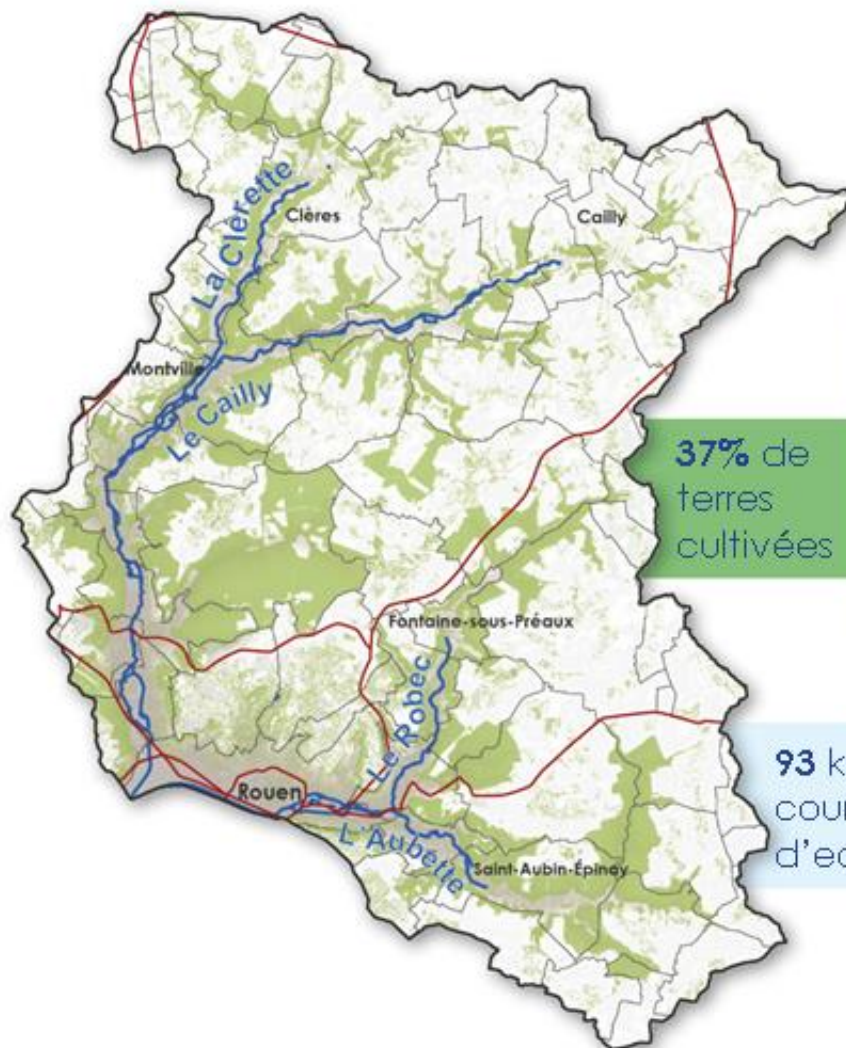 La Clérette
Clères
Cailly
Montville
Le Cailly
37% de
terres
cultivées
Fontaine-sous-Préaux
Le Robec
93
Rouen
L'Aubette
Saint-Aubin-Épinay